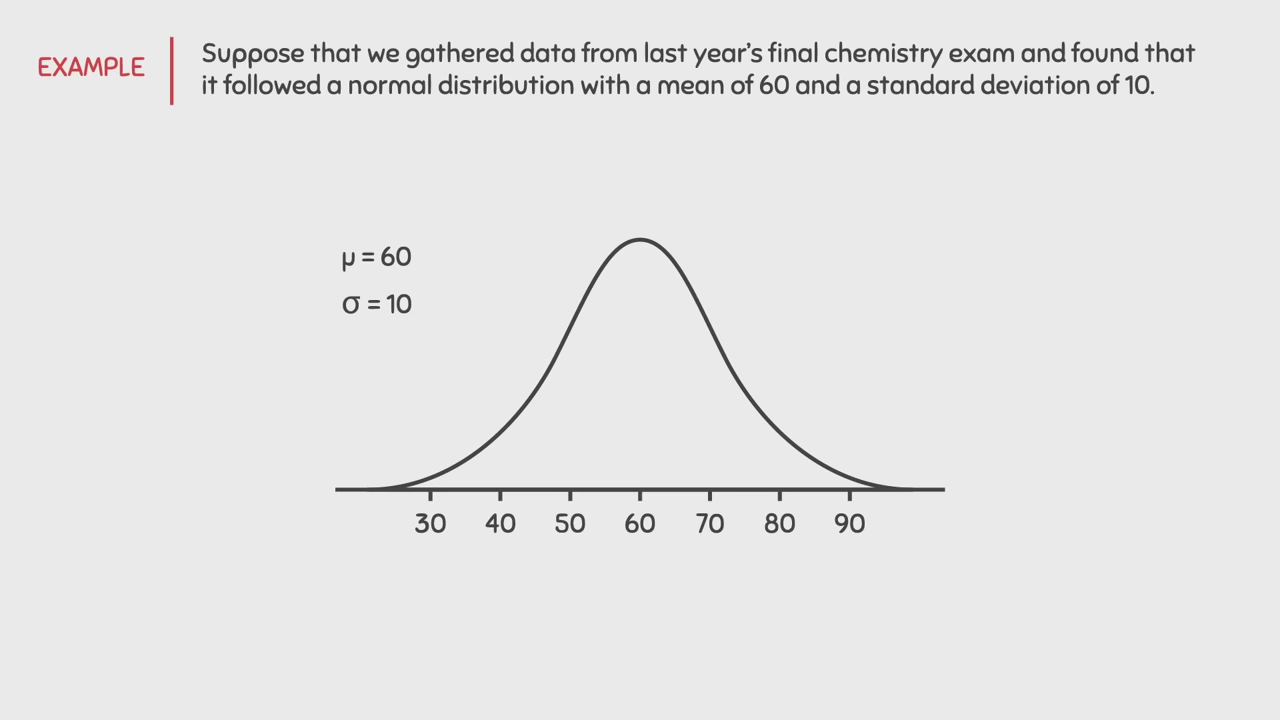 EXAMPLE
Suppose that we gathered data from last year’s final chemistry exam and found that
it followed a normal distribution with a mean of 60 and a standard deviation of 10.
μ = 60
σ = 10
30 40 50 60 70 80 90